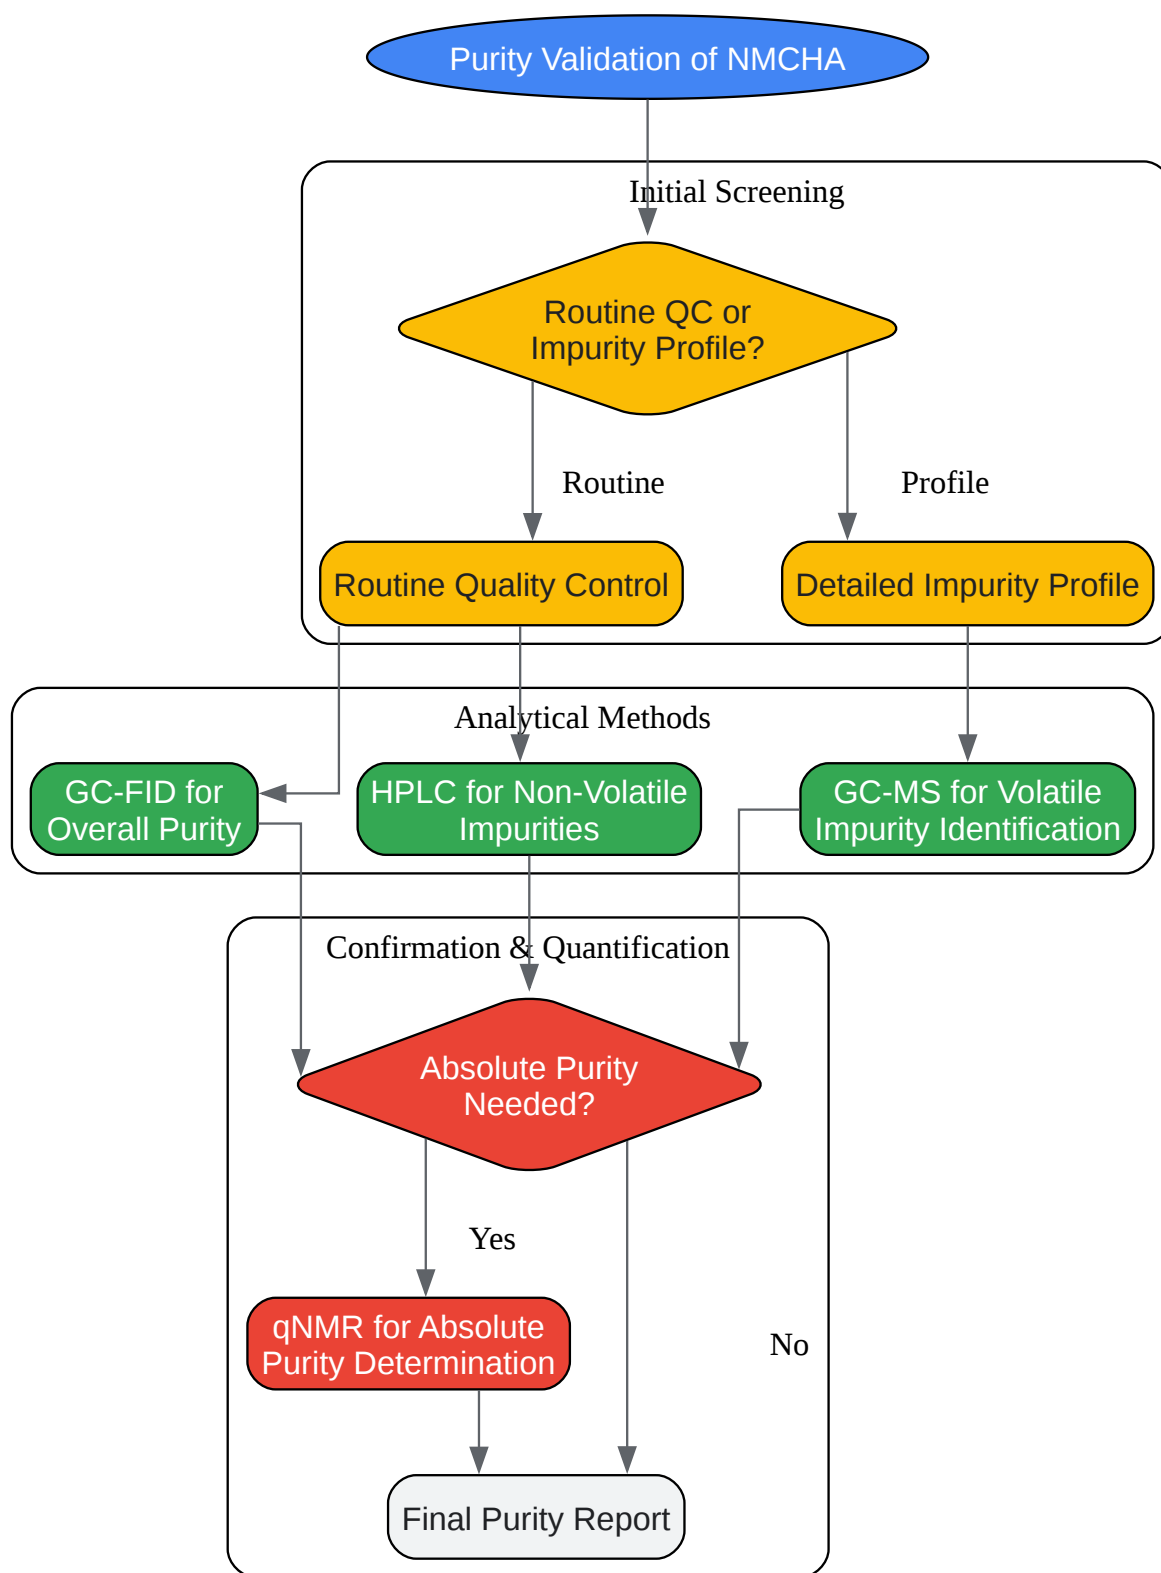 Purity Validation of NMCHA
Initial Screening
Routine QC or
Impurity Profile?
Routine
Profile
Routine Quality Control
Detailed Impurity Profile
Analytical Methods
GC-FID for
Overall Purity
HPLC for Non-Volatile
Impurities
GC-MS for Volatile
Impurity Identification
Confirmation & Quantification
Absolute Purity
Needed?
Yes
qNMR for Absolute
Purity Determination
No
Final Purity Report